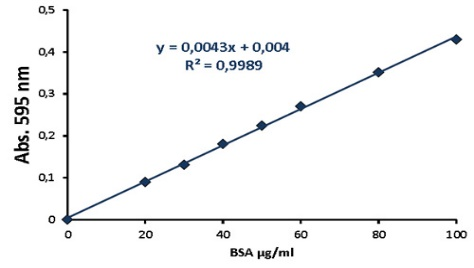 0,5
y = 0,0043x + 0,004
0,4
R² = 0,9989
0,3
0,2
0,1
0
Abs. 595 nm
0 20 40 60 80 100
BSA µg/ml